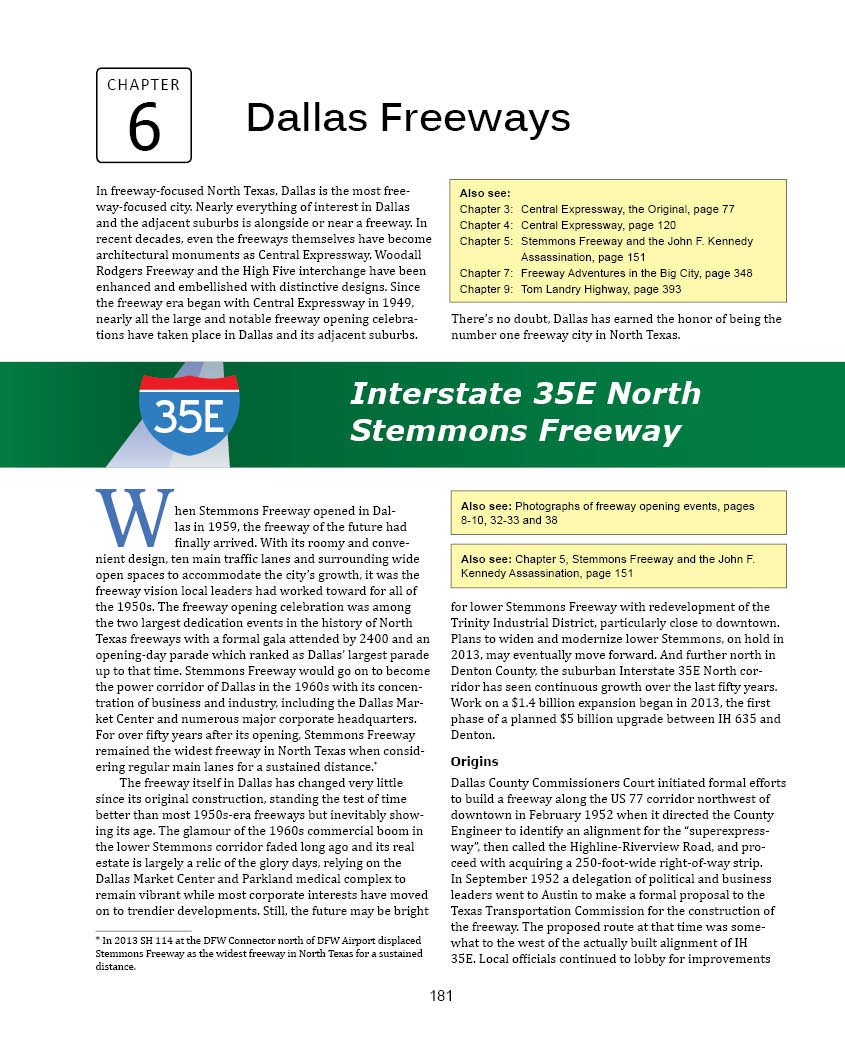 CHAPTER
6
Dallas Freeways
In freeway-focused North Texas, Dallas is the most free-
way-focused city. Nearly everything of interest in Dallas
and the adjacent suburbs is alongside or near a freeway. In
recent decades, even the freeways themselves have become
architectural monuments as Central Expressway, Woodall
Rodgers Freeway and the High Five interchange have been
enhanced and embellished with distinctive designs. Since
the freeway era began with Central Expressway in 1949,
nearly all the large and notable freeway opening celebra-
tions have taken place in Dallas and its adjacent suburbs.
Also see:
Chapter 3: Central Expressway, the Original, page 77
Chapter 4: Central Expressway, page 120
Chapter 5: Stemmons Freeway and the John F. Kennedy
Assassination, page 151
Chapter 7: Freeway Adventures in the Big City, page 348
Chapter 9: Tom Landry Highway, page 393
There's no doubt, Dallas has earned the honor of being the
number one freeway city in North Texas.
35E
Interstate 35E North
Stemmons Freeway
When Stemmons Freeway opened in Dal-
las in 1959, the freeway of the future had
finally arrived. With its roomy and conve-
nient design, ten main traffic lanes and surrounding wide
open spaces to accommodate the city's growth, it was the
freeway vision local leaders had worked toward for all of
the 1950s. The freeway opening celebration was among
the two largest dedication events in the history of North
Texas freeways with a formal gala attended by 2400 and an
opening-day parade which ranked as Dallas' largest parade
up to that time. Stemmons Freeway would go on to become
the power corridor of Dallas in the 1960s with its concen-
tration of business and industry, including the Dallas Mar-
ket Center and numerous major corporate headquarters.
For over fifty years after its opening, Stemmons Freeway
remained the widest freeway in North Texas when consid-
ering regular main lanes for a sustained distance.*
The freeway itself in Dallas has changed very little
since its original construction, standing the test of time
better than most 1950s-era freeways but inevitably show-
ing its age. The glamour of the 1960s commercial boom in
the lower Stemmons corridor faded long ago and its real
estate is largely a relic of the glory days, relying on the
Dallas Market Center and Parkland medical complex to
remain vibrant while most corporate interests have moved
on to trendier developments. Still, the future may be bright
* In 2013 SH 114 at the DFW Connector north of DFW Airport displaced
Stemmons Freeway as the widest freeway in North Texas for a sustained
distance.
Also see: Photographs of freeway opening events, pages
8-10, 32-33 and 38
Also see: Chapter 5, Stemmons Freeway and the John F.
Kennedy Assassination, page 151
for lower Stemmons Freeway with redevelopment of the
Trinity Industrial District, particularly close to downtown.
Plans to widen and modernize lower Stemmons, on hold in
2013, may eventually move forward. And further north in
Denton County, the suburban Interstate 35E North cor-
ridor has seen continuous growth over the last fifty years.
Work on a $1.4 billion expansion began in 2013, the first
phase of a planned $5 billion upgrade between IH 635 and
Denton.
Origins
Dallas County Commissioners Court initiated formal efforts
to build a freeway along the US 77 corridor northwest of
downtown in February 1952 when it directed the County
Engineer to identify an alignment for the "superexpress-
way", then called the Highline-Riverview Road, and pro-
ceed with acquiring a 250-foot-wide right-of-way strip.
In September 1952 a delegation of political and business
leaders went to Austin to make a formal proposal to the
Texas Transportation Commission for the construction of
the freeway. The proposed route at that time was some-
what to the west of the actually built alignment of IH
35E. Local officials continued to lobby for improvements
181